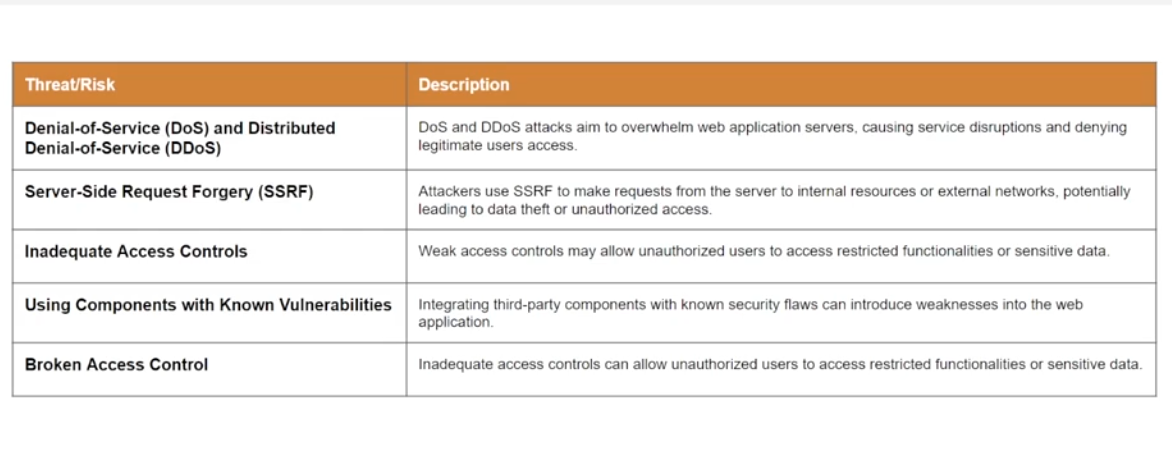 Threat/Risk
Description
Denial-of-Service (DoS) and Distributed
Denial-of-Service (DDoS)
DoS and DDoS attacks aim to overwhelm web application servers, causing service disruptions and denying
legitimate users access.
Server-Side Request Forgery (SSRF)
Attackers use SSRF to make requests from the server to internal resources or external networks, potentially
leading to data theft or unauthorized access.
Inadequate Access Controls
Weak access controls may allow unauthorized users to access restricted functionalities or sensitive data.
Using Components with Known Vulnerabilities
Integrating third-party components with known security flaws can introduce weaknesses into the web
application.
Broken Access Control
Inadequate access controls can allow unauthorized users to access restricted functionalities or sensitive data.